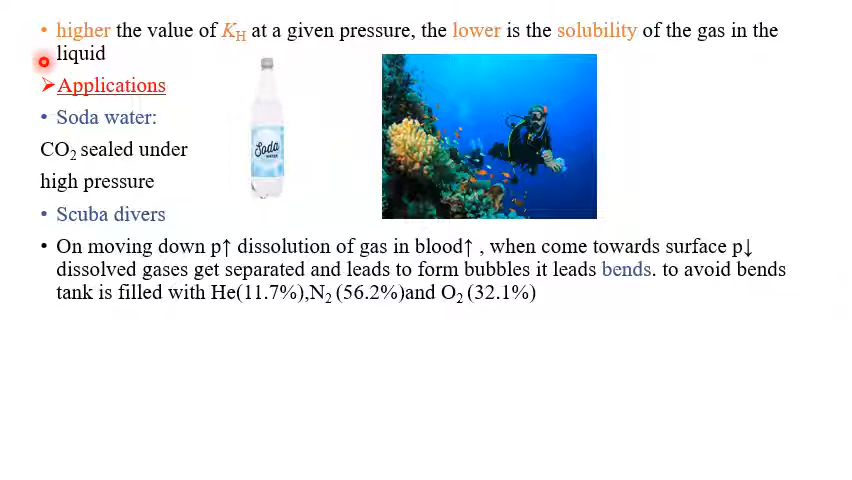 • higher the value of K_H at a given pressure, the lower is the solubility of the gas in the
liquid
➢Applications
• Soda water:
CO₂ sealed under
high pressure
Soda
WATER
• Scuba divers
• On moving down p↑ dissolution of gas in blood↑ , when come towards surface p↓
dissolved gases get separated and leads to form bubbles it leads bends. to avoid bends
tank is filled with He(11.7%),N₂ (56.2%)and O₂ (32.1%)